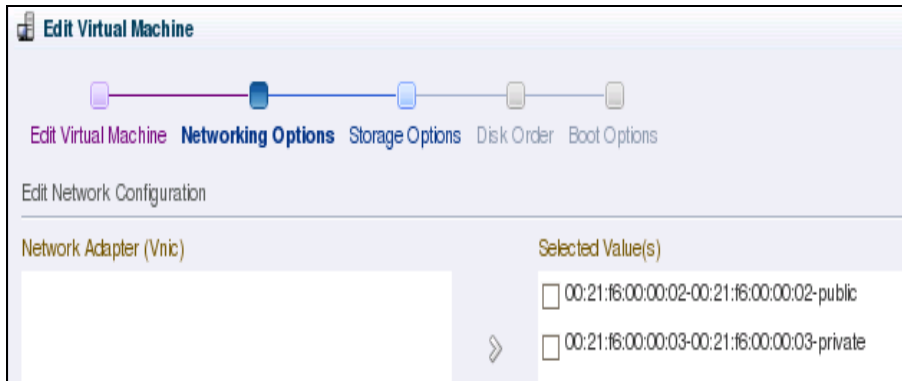 Edit Virtual Machine
Edit Virtual Machine Networking Options Storage Options Disk Order Boot Options
Edit Network Configuration
Network Adapter (Vnic) Selected Value(s)
00:21:f6:00:00:02-00:21:f6:00:00:02-public
00:21:f6:00:00:03-00:21:f6:00:00:03-private